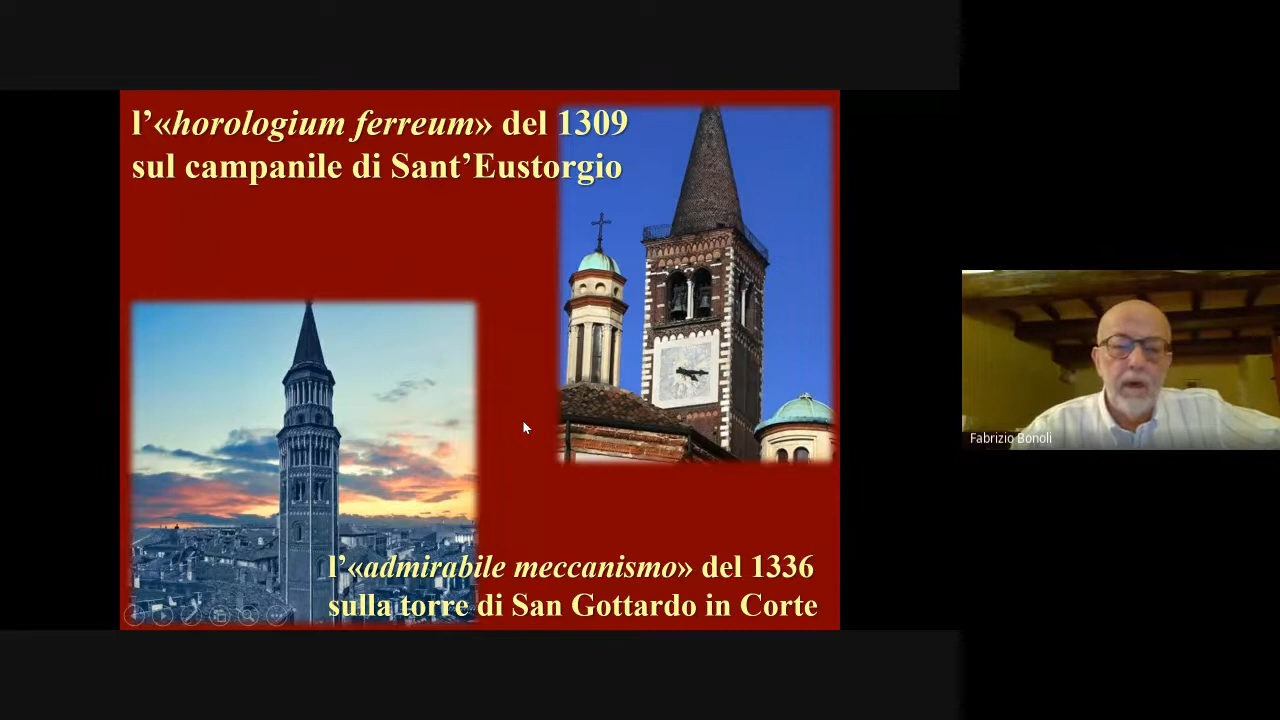 l’«horologium ferreum» del 1309
sul campanile di Sant’Eustorgio
l’«admirabile meccanismo» del 1336
sulla torre di San Gottardo in Corte
Fabrizio Bonoli